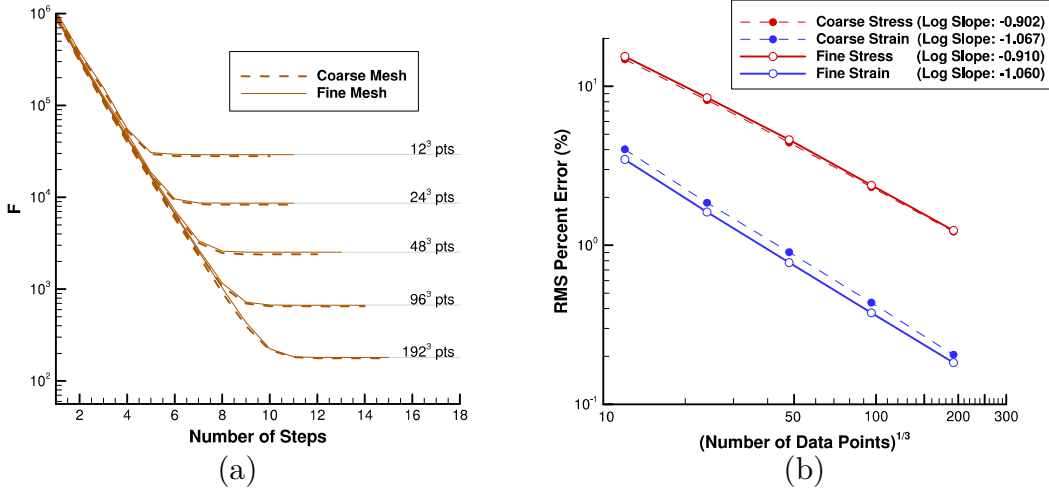 10^6
10^5
10^4
10^3
10^2
F
Coarse Mesh
Fine Mesh
12^3 pts
24^3 pts
48^3 pts
96^3 pts
192^3 pts
2 4 6 8 10 12 14 16 18
Number of Steps
(a)
Coarse Stress (Log Slope: -0.902)
Coarse Strain (Log Slope: -1.067)
Fine Stress (Log Slope: -0.910)
Fine Strain (Log Slope: -1.060)
10^1
10^0
10^-1
RMS Percent Error (%)
10 50 100 150 200 300
(Number of Data Points)^1/3
(b)